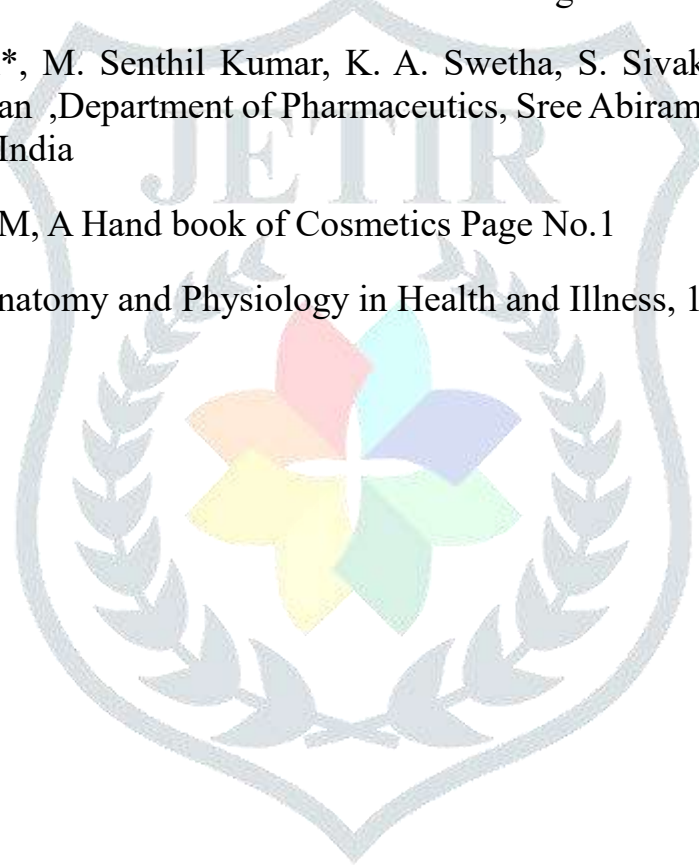 *, M. Senthil Kumar, K. A. Swetha, S. Sivak
an ,Department of Pharmaceutics, Sree Abiram
India
JETIR
M, A Hand book of Cosmetics Page No.1
natomy and Physiology in Health and Illness, 1